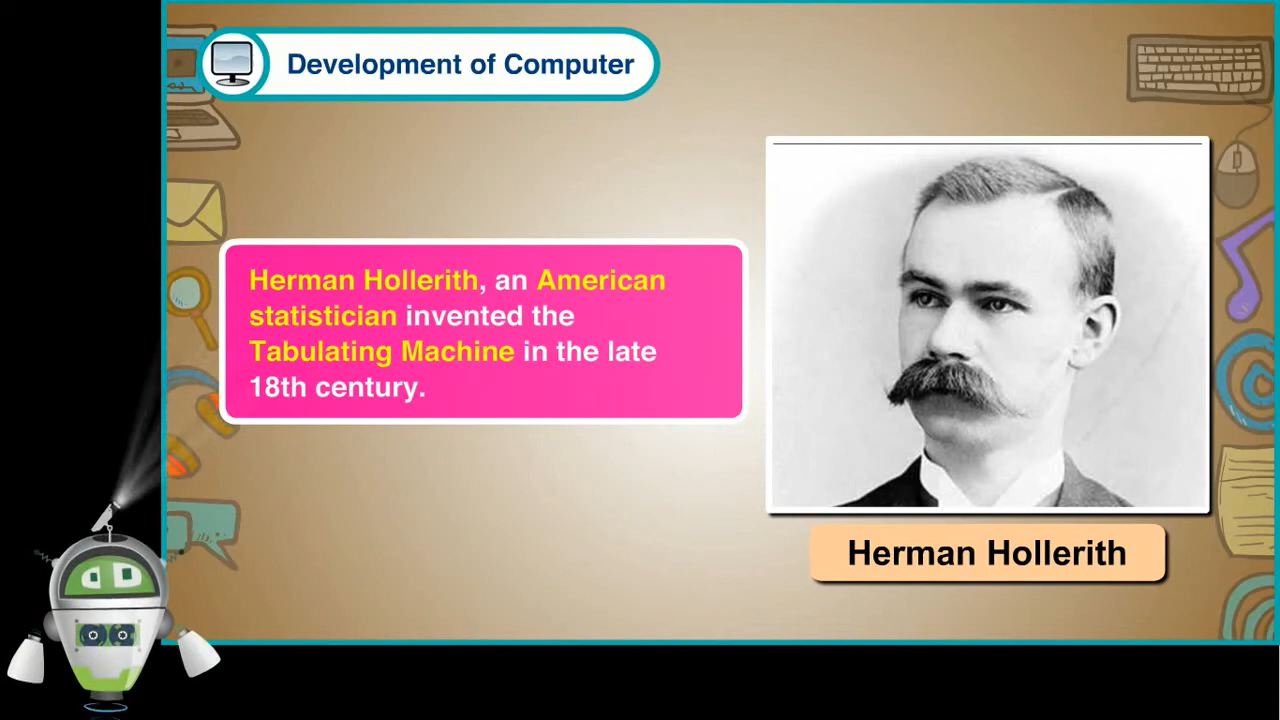 Development of Computer
Herman Hollerith, an American
statistician invented the
Tabulating Machine in the late
18th century.
Herman Hollerith